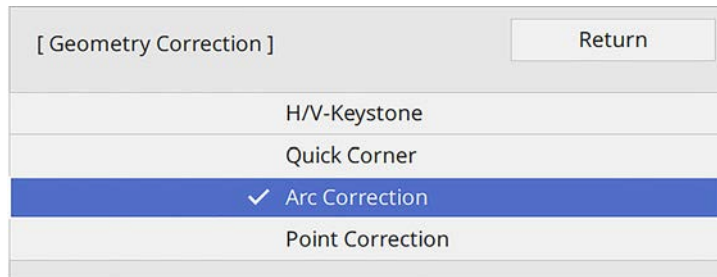 [ Geometry Correction ]
Return
H/V-Keystone
Quick Corner
Arc Correction
Point Correction